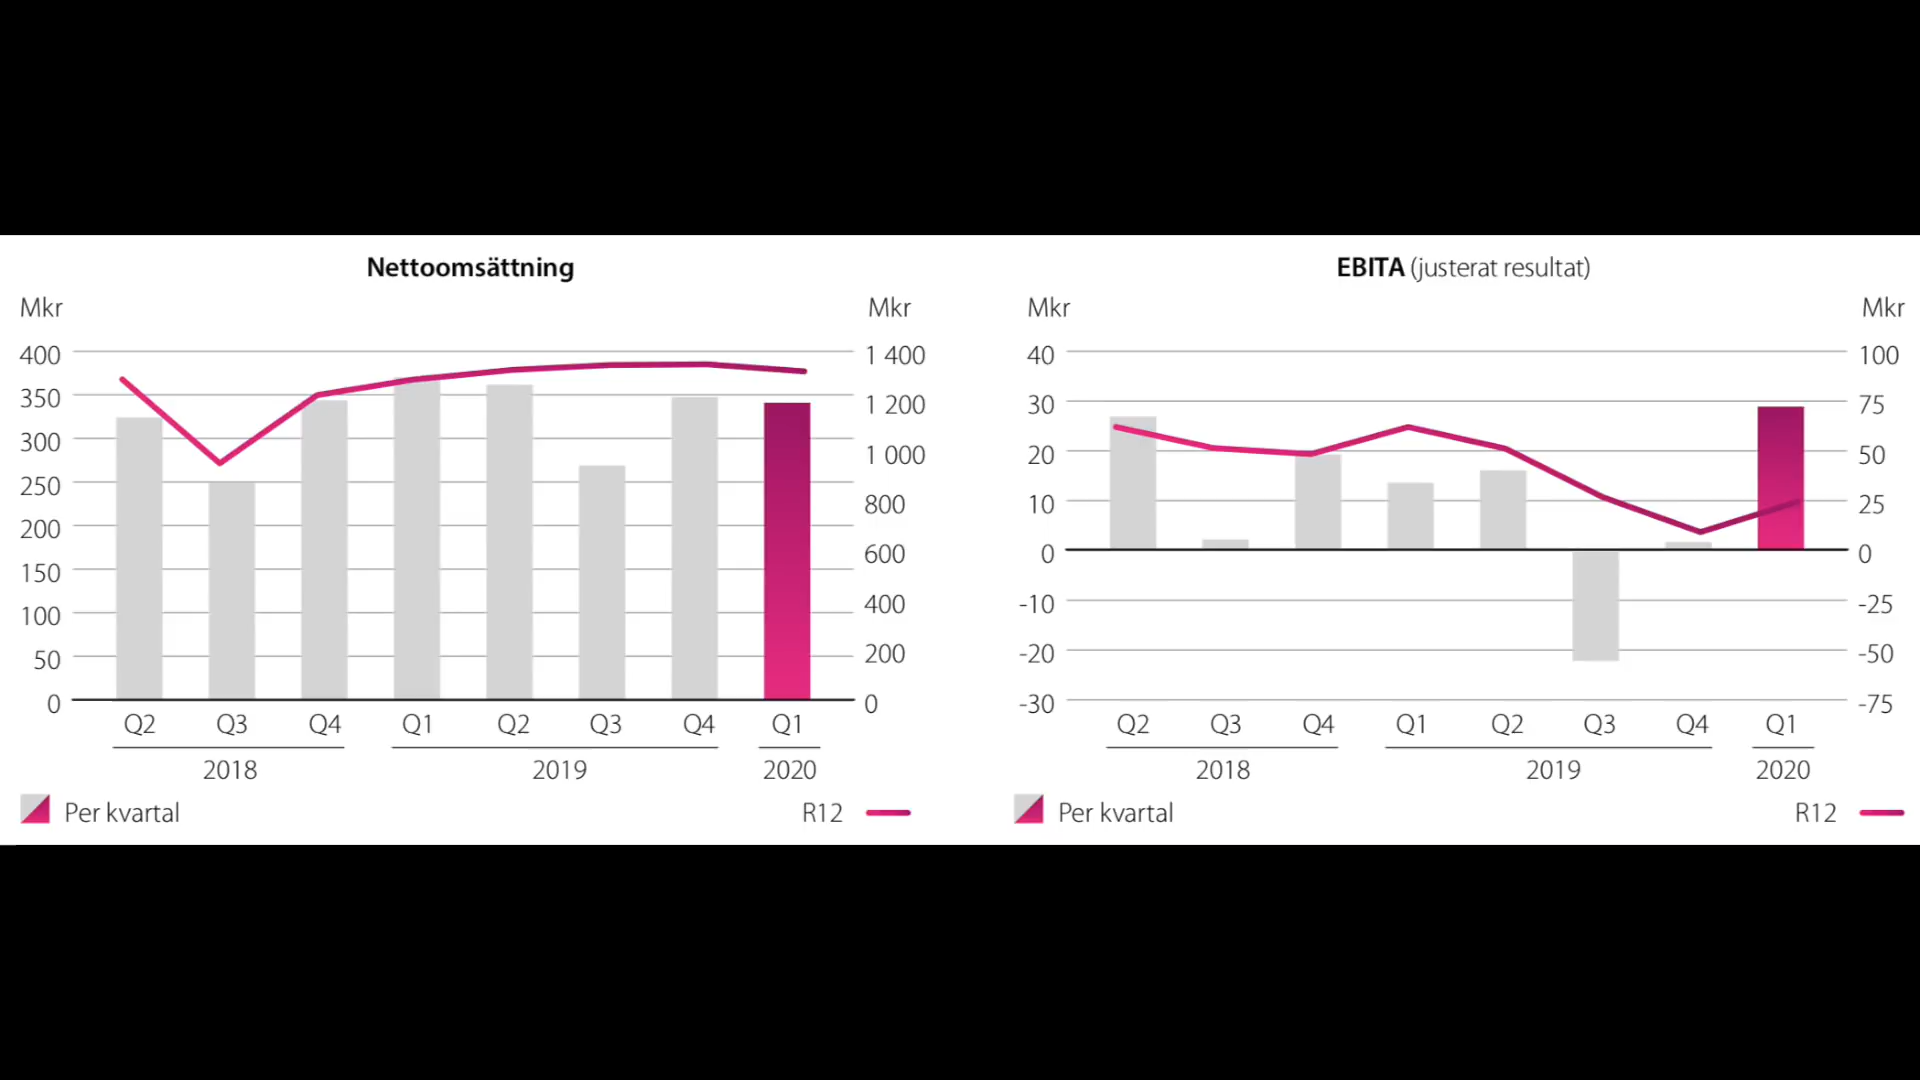 Nettoomsättning
Mkr Mkr
400 1 400
350 1 200
300 1 000
250 800
200 600
150 400
100 200
50 0
0
Q2 Q3 Q4 Q1 Q2 Q3 Q4 Q1
2018 2019 2020
Per kvartal R12
EBITA (justerat resultat)
Mkr Mkr
40 100
30 75
20 50
10 25
0 0
-10 -25
-20 -50
-30 -75
Q2 Q3 Q4 Q1 Q2 Q3 Q4 Q1
2018 2019 2020
Per kvartal R12